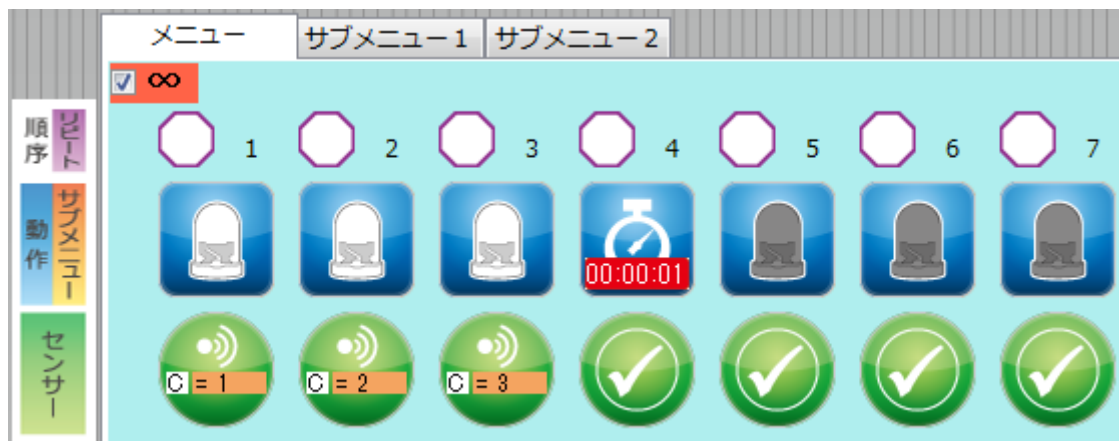 メニュー
サブメニュー1
サブメニュー2
∞
順序
リピート
1
2
3
4
5
6
7
動作
サブメニュー
00:00:01
センサー
C = 1
C = 2
C = 3